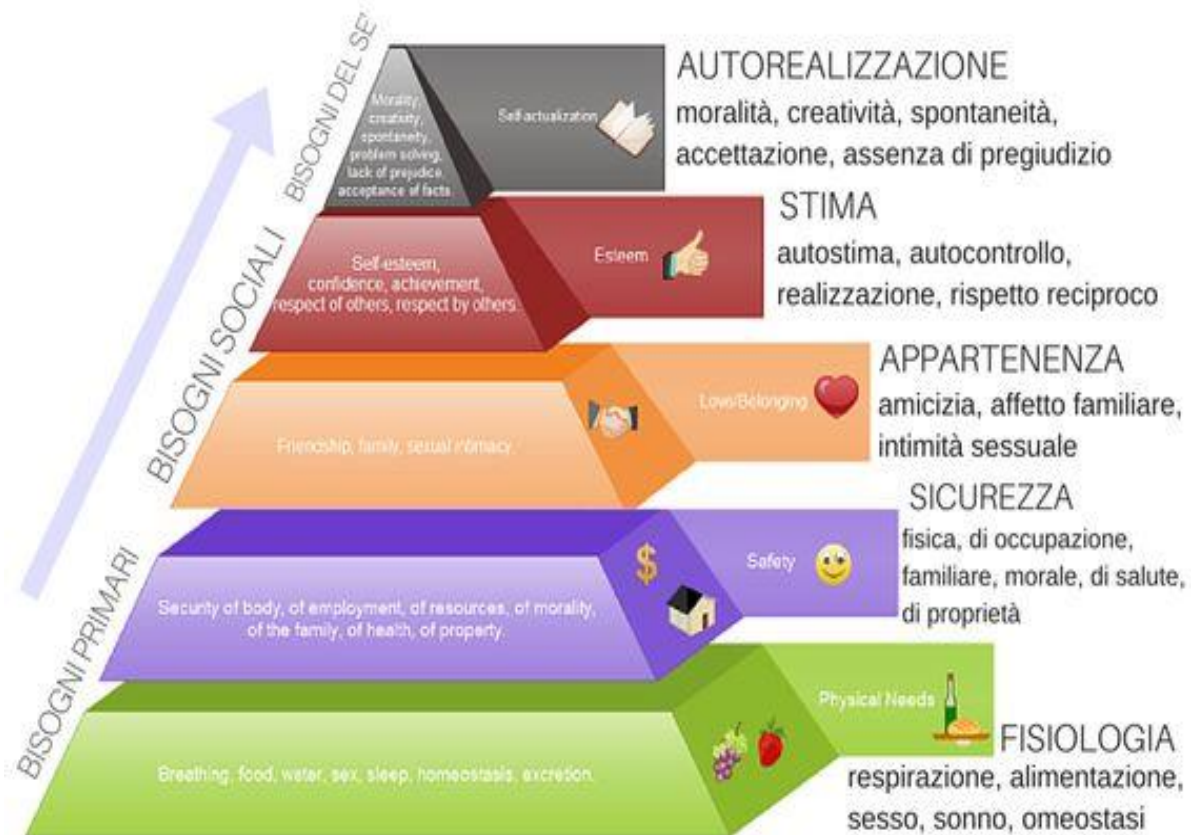 BISOGNI DEL SE'
BISOGNI SOCIALI
BISOGNI PRIMARI
Morality,
creativity,
spontaneity,
problem solving,
lack of prejudice,
acceptance of facts.
Self-actualization
AUTOREALIZZAZIONE
moralità, creatività, spontaneità,
accettazione, assenza di pregiudizio
Self-esteem,
confidence, achievement,
respect of others, respect by others.
Esteem
STIMA
autostima, autocontrollo,
realizzazione, rispetto reciproco
Friendship, family, sexual intimacy.
Love/Belonging
APPARTENENZA
amicizia, affetto familiare,
intimità sessuale
Security of body, of employment, of resources, of morality,
of the family, of health, of property.
$
Safety
SICUREZZA
fisica, di occupazione,
familiare, morale, di salute,
di proprietà
Breathing, food, water, sex, sleep, homeostasis, excretion.
Physical Needs
FISIOLOGIA
respirazione, alimentazione,
sesso, sonno, omeostasi